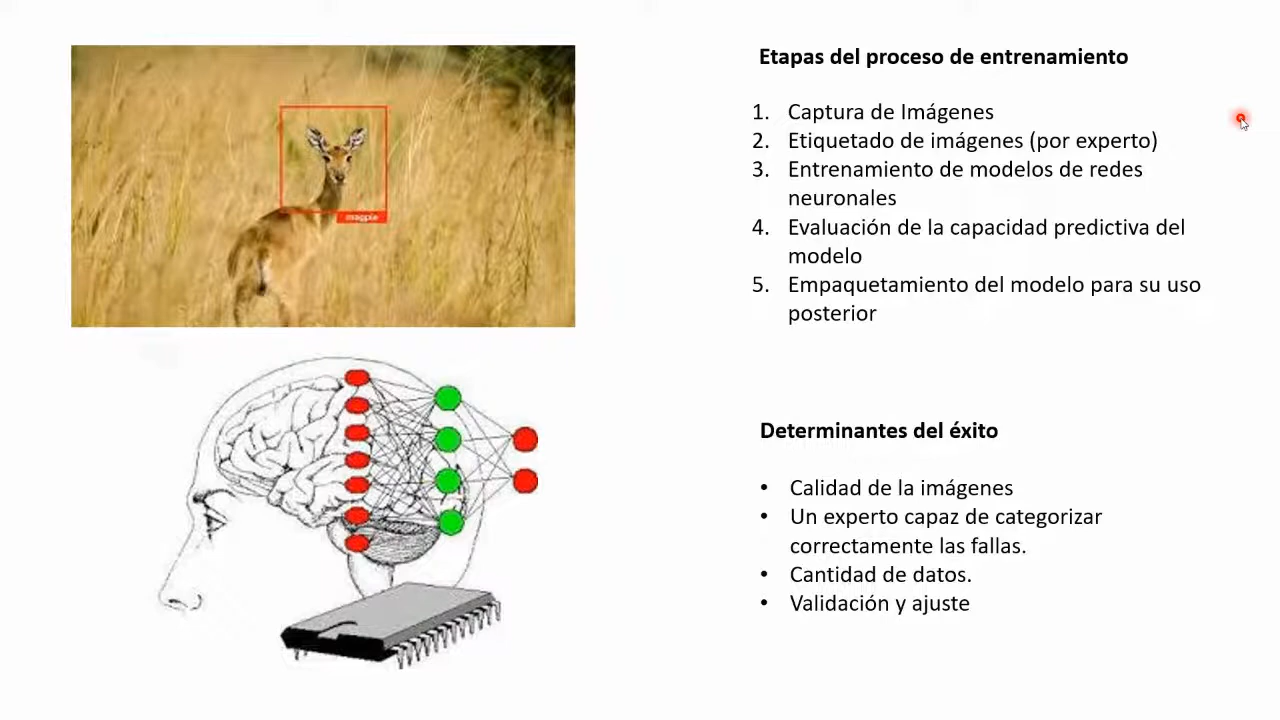 magpie
Etapas del proceso de entrenamiento
1. Captura de Imágenes
2. Etiquetado de imágenes (por experto)
3. Entrenamiento de modelos de redes
neuronales
4. Evaluación de la capacidad predictiva del
modelo
5. Empaquetamiento del modelo para su uso
posterior
Determinantes del éxito
• Calidad de la imágenes
• Un experto capaz de categorizar
correctamente las fallas.
• Cantidad de datos.
• Validación y ajuste